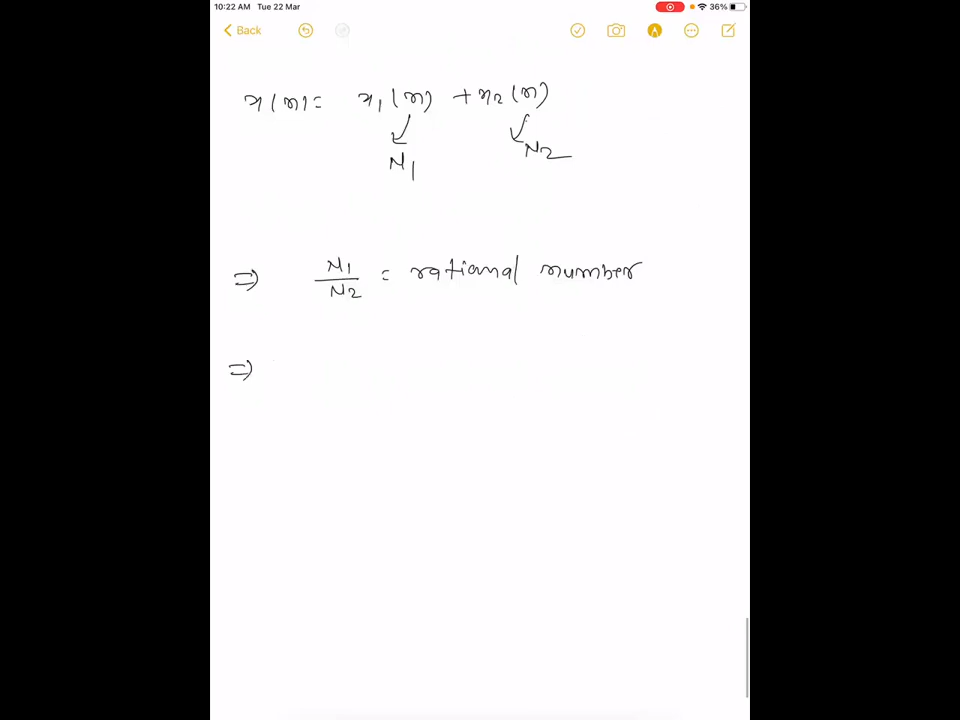 10:22 AM Tue 22 Mar 36%
Back
x(n) = x₁(n) + x₂(n)
N₁ N₂
⇒ N₁/N₂ = rational number
⇒